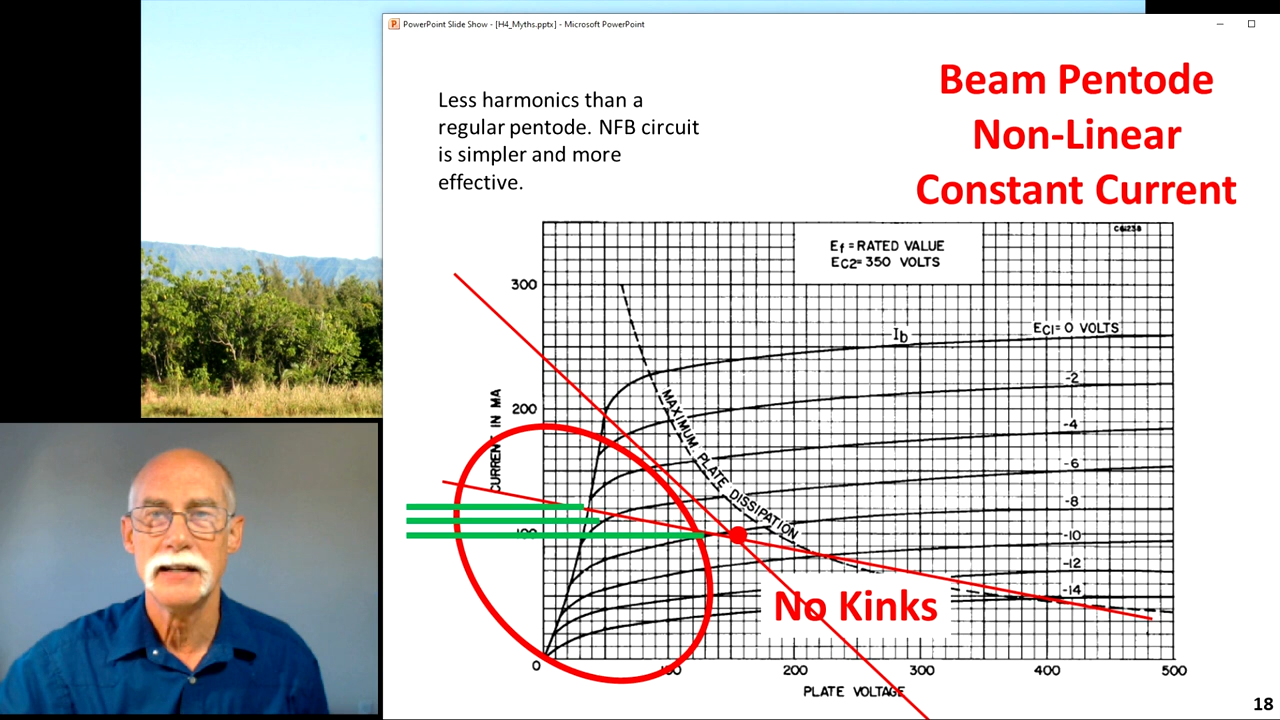 PowerPoint Slide Show - [H4_Myths.pptx] - Microsoft PowerPoint
Less harmonics than a
regular pentode. NFB circuit
is simpler and more
effective.
Beam Pentode
Non-Linear
Constant Current
C61238
Ef = RATED VALUE
EC2= 350 VOLTS
300
200
100
0
CURRENT IN MA
Ib
EC1= 0 VOLTS
-2
-4
-6
-8
-10
-12
-14
MAXIMUM PLATE DISSIPATION
No Kinks
100
200
300
400
500
PLATE VOLTAGE
18